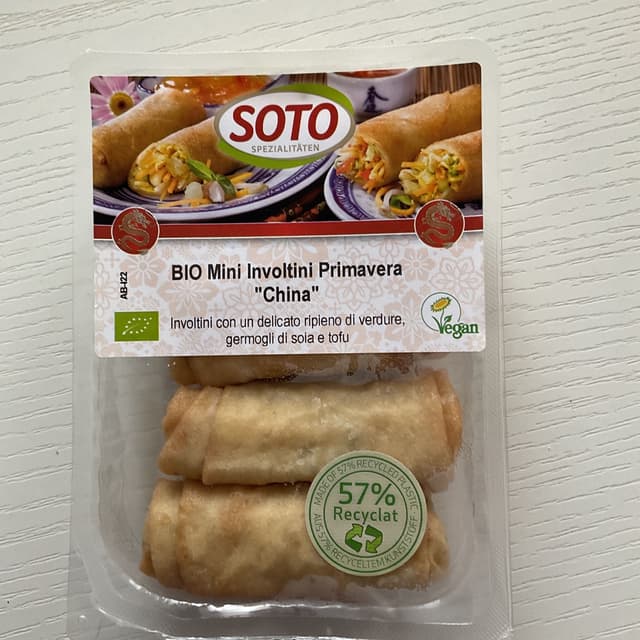 SOTO
SPEZIALITÄTEN
AB-I22
BIO Mini Involtini Primavera
"China"
Involtini con un delicato ripieno di verdure,
germogli di soia e tofu
Vegan
MADE OF 57% RECYCLED PLASTIC
57%
Recyclat
AUS 57% RECYCELTEM KUNSTSTOFF